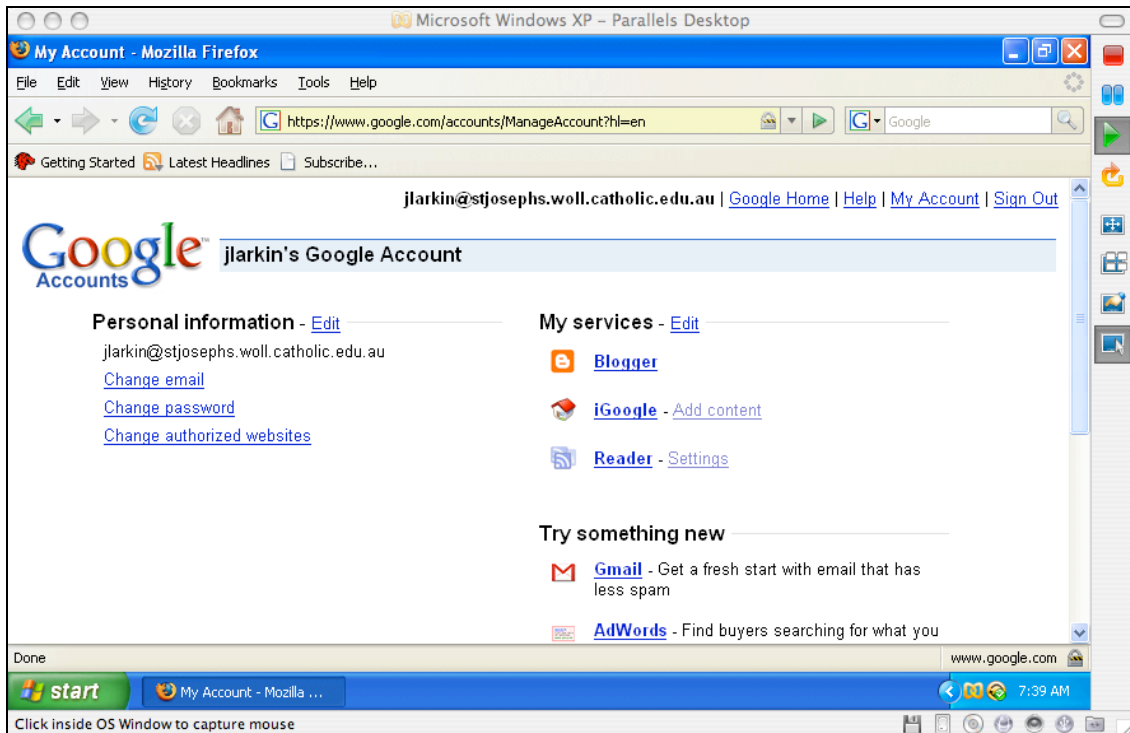 Microsoft Windows XP – Parallels Desktop
My Account - Mozilla Firefox
File Edit View History Bookmarks Tools Help
https://www.google.com/accounts/ManageAccount?hl=en
Google
Getting Started Latest Headlines Subscribe...
jlarkin@stjosephs.woll.catholic.edu.au | Google Home | Help | My Account | Sign Out
Google™
Accounts
jlarkin's Google Account
Personal information - Edit
jlarkin@stjosephs.woll.catholic.edu.au
Change email
Change password
Change authorized websites
My services - Edit
Blogger
iGoogle - Add content
Reader - Settings
Try something new
Gmail - Get a fresh start with email that has
less spam
AdWords - Find buyers searching for what you
Done
www.google.com
start
My Account - Mozilla ...
7:39 AM
Click inside OS Window to capture mouse